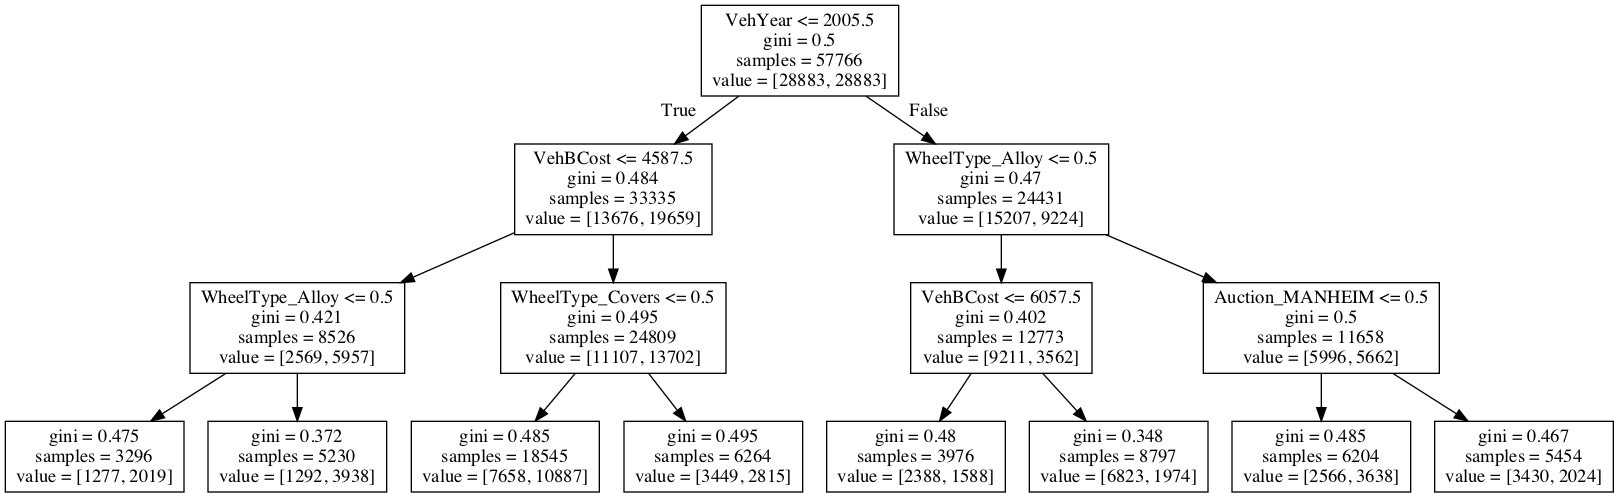 VehYear <= 2005.5
gini = 0.5
samples = 57766
value = [28883, 28883]
True
False
VehBCost <= 4587.5
gini = 0.484
samples = 33335
value = [13676, 19659]
WheelType_Alloy <= 0.5
gini = 0.47
samples = 24431
value = [15207, 9224]
WheelType_Alloy <= 0.5
gini = 0.421
samples = 8526
value = [2569, 5957]
WheelType_Covers <= 0.5
gini = 0.495
samples = 24809
value = [11107, 13702]
VehBCost <= 6057.5
gini = 0.402
samples = 12773
value = [9211, 3562]
Auction_MANHEIM <= 0.5
gini = 0.5
samples = 11658
value = [5996, 5662]
gini = 0.475
samples = 3296
value = [1277, 2019]
gini = 0.372
samples = 5230
value = [1292, 3938]
gini = 0.485
samples = 18545
value = [7658, 10887]
gini = 0.495
samples = 6264
value = [3449, 2815]
gini = 0.48
samples = 3976
value = [2388, 1588]
gini = 0.348
samples = 8797
value = [6823, 1974]
gini = 0.485
samples = 6204
value = [2566, 3638]
gini = 0.467
samples = 5454
value = [3430, 2024]